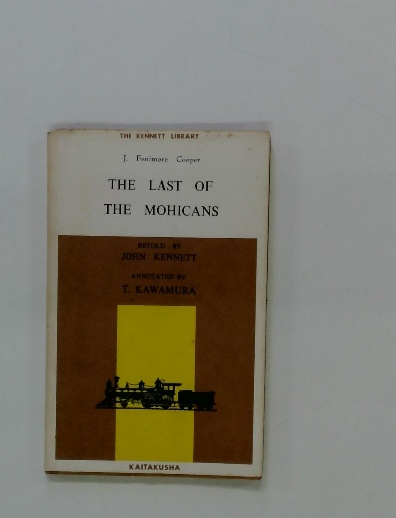 THE KENNETT LIBRARY
J. Fenimore Cooper
THE LAST OF
THE MOHICANS
RETOLD BY
JOHN KENNETT
ANNOTATED BY
T. KAWAMURA
KAITAKUSHA